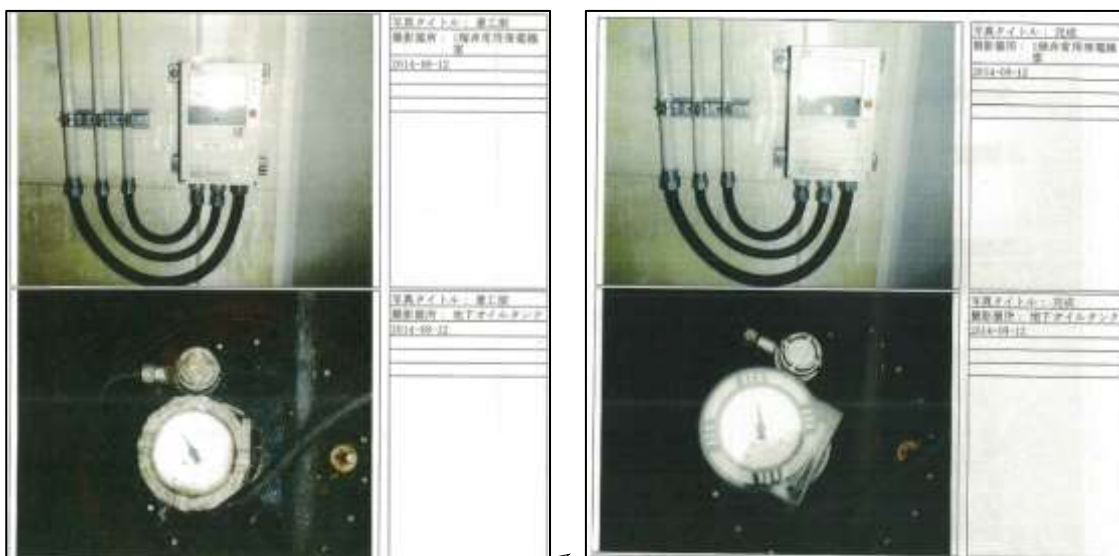 写真タイトル： 着工前
撮影箇所： 1階非常用発電機
室
2014-08-12
写真タイトル： 着工前
撮影箇所： 地下オイルタンク
2014-08-12
写真タイトル： 完成
撮影箇所： 1階非常用発電機
室
2014-08-12
写真タイトル： 完成
撮影箇所： 地下オイルタンク
2014-08-12